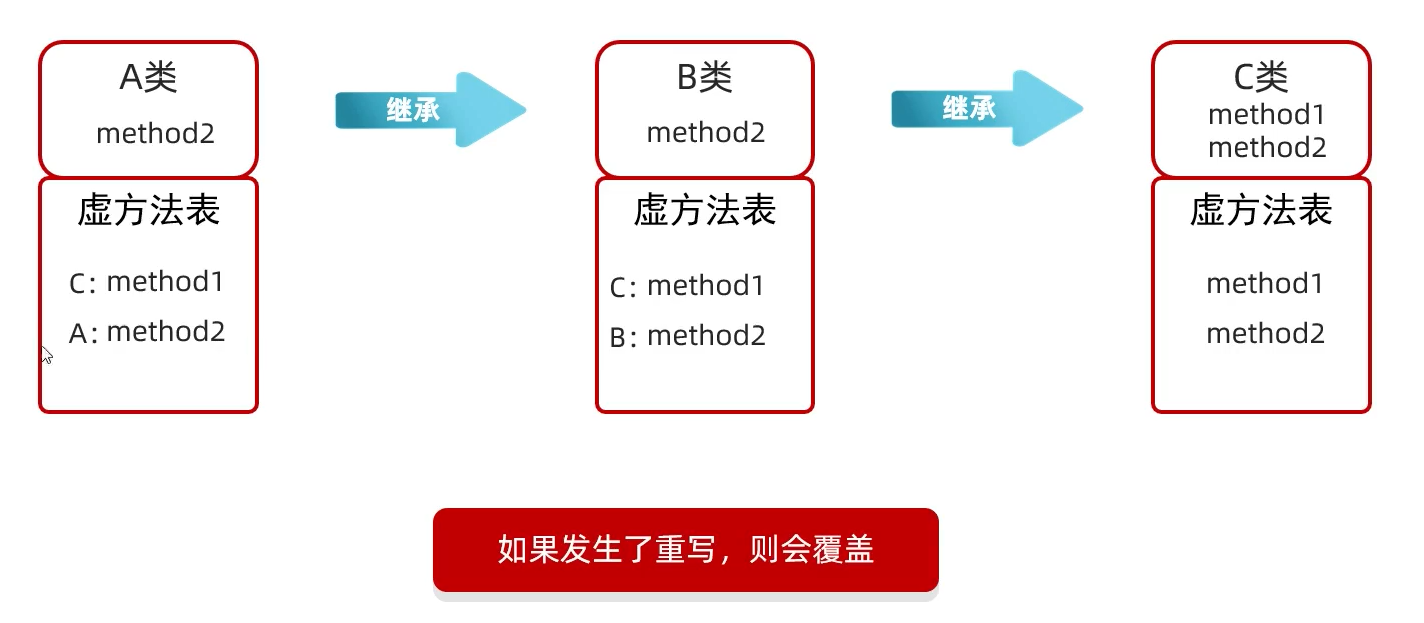 A类
method2
虚方法表
C: method1
A: method2
继承
B类
method2
虚方法表
C: method1
B: method2
继承
C类
method1
method2
虚方法表
method1
method2
如果发生了重写，则会覆盖